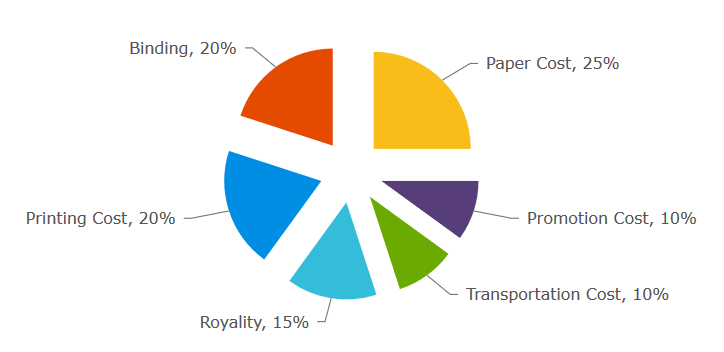 Binding, 20%
Paper Cost, 25%
Printing Cost, 20%
Promotion Cost, 10%
Transportation Cost, 10%
Royality, 15%